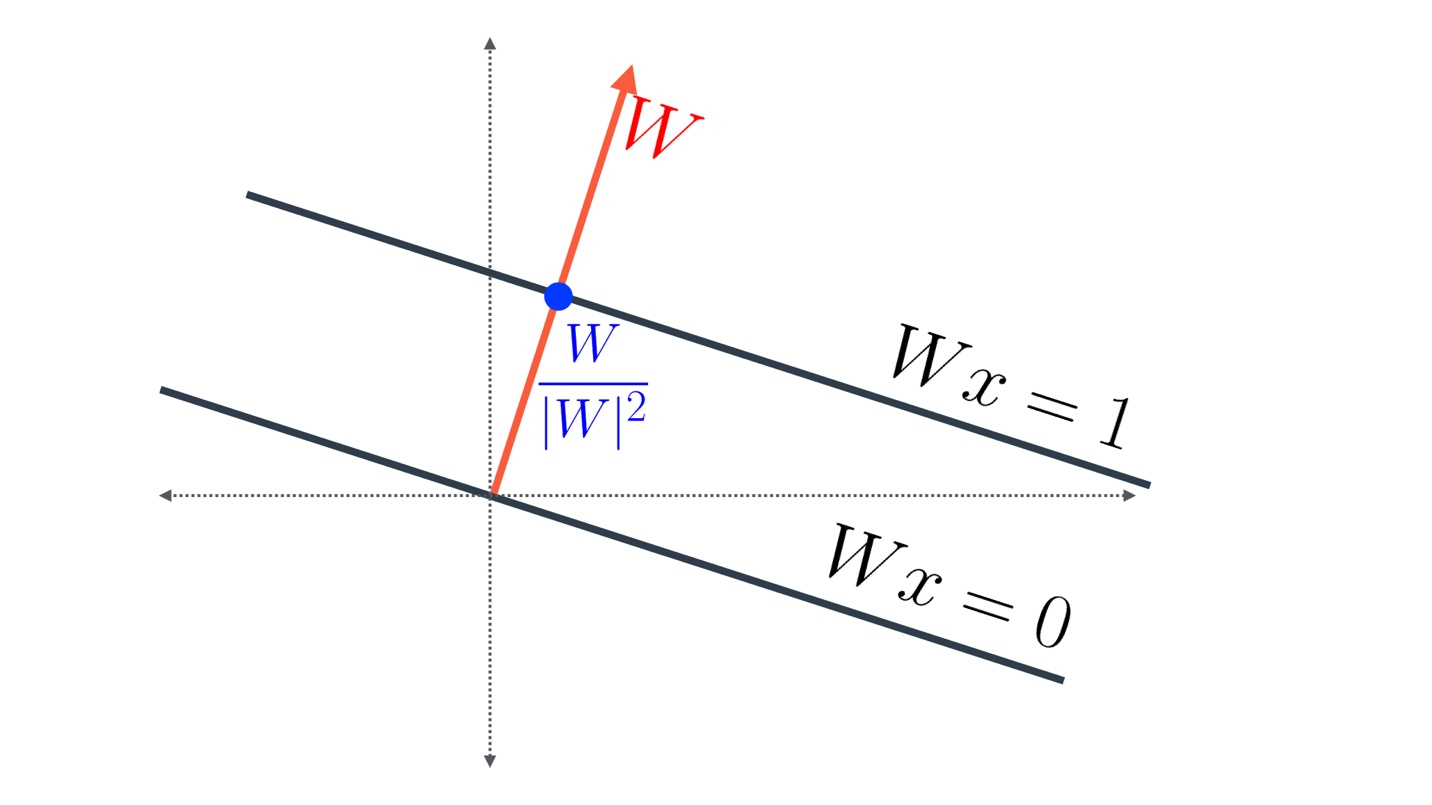 W
W
|W|²
Wx = 1
Wx = 0